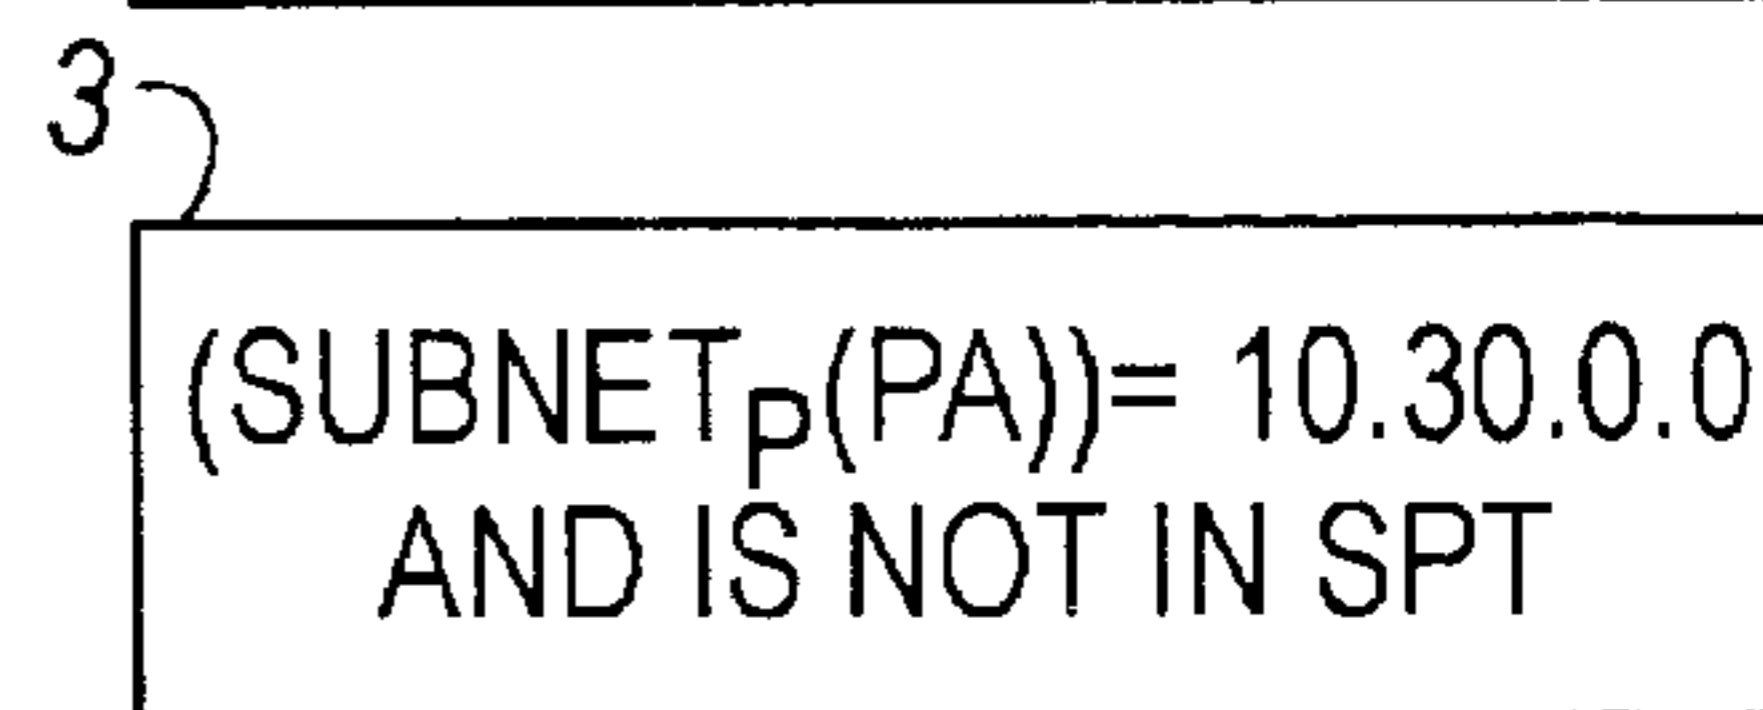 3
(SUBNETP(PA))= 10.30.0.0
AND IS NOT IN SPT